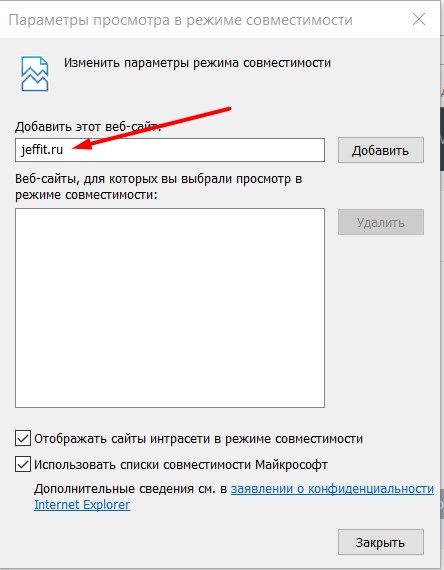 Параметры просмотра в режиме совместимости
Изменить параметры режима совместимости
Добавить этот веб-сайт:
jeffit.ru
Добавить
Веб-сайты, для которых вы выбрали просмотр в
режиме совместимости:
Удалить
Отображать сайты интрасети в режиме совместимости
Использовать списки совместимости Майкрософт
Дополнительные сведения см. в заявлении о конфиденциальности
Internet Explorer
Закрыть